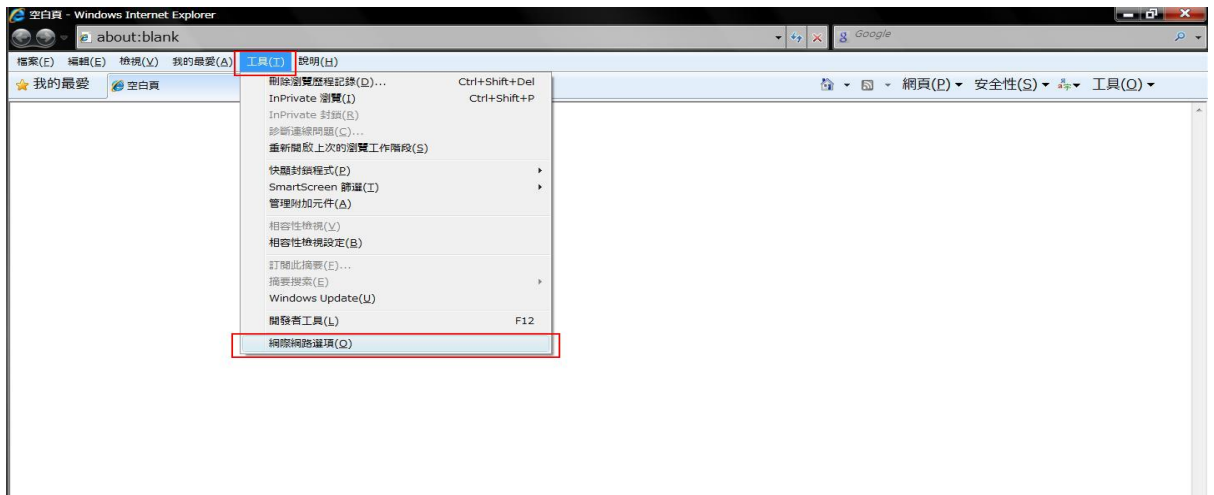 空白頁 - Windows Internet Explorer
about:blank
Google
檔案(F) 編輯(E) 檢視(V) 我的最愛(A) 工具(T) 說明(H)
我的最愛 空白頁 網頁(P) 安全性(S) 工具(O)
刪除瀏覽歷程記錄(D)... Ctrl+Shift+Del
InPrivate 瀏覽(I) Ctrl+Shift+P
InPrivate 封鎖(R)
診斷連線問題(C)...
重新開啟上次的瀏覽工作階段(S)
快顯封鎖程式(P)
SmartScreen 篩選(T)
管理附加元件(A)
相容性檢視(V)
相容性檢視設定(B)
訂閱此摘要(F)...
摘要搜索(E)
Windows Update(U)
開發者工具(L) F12
網際網路選項(O)